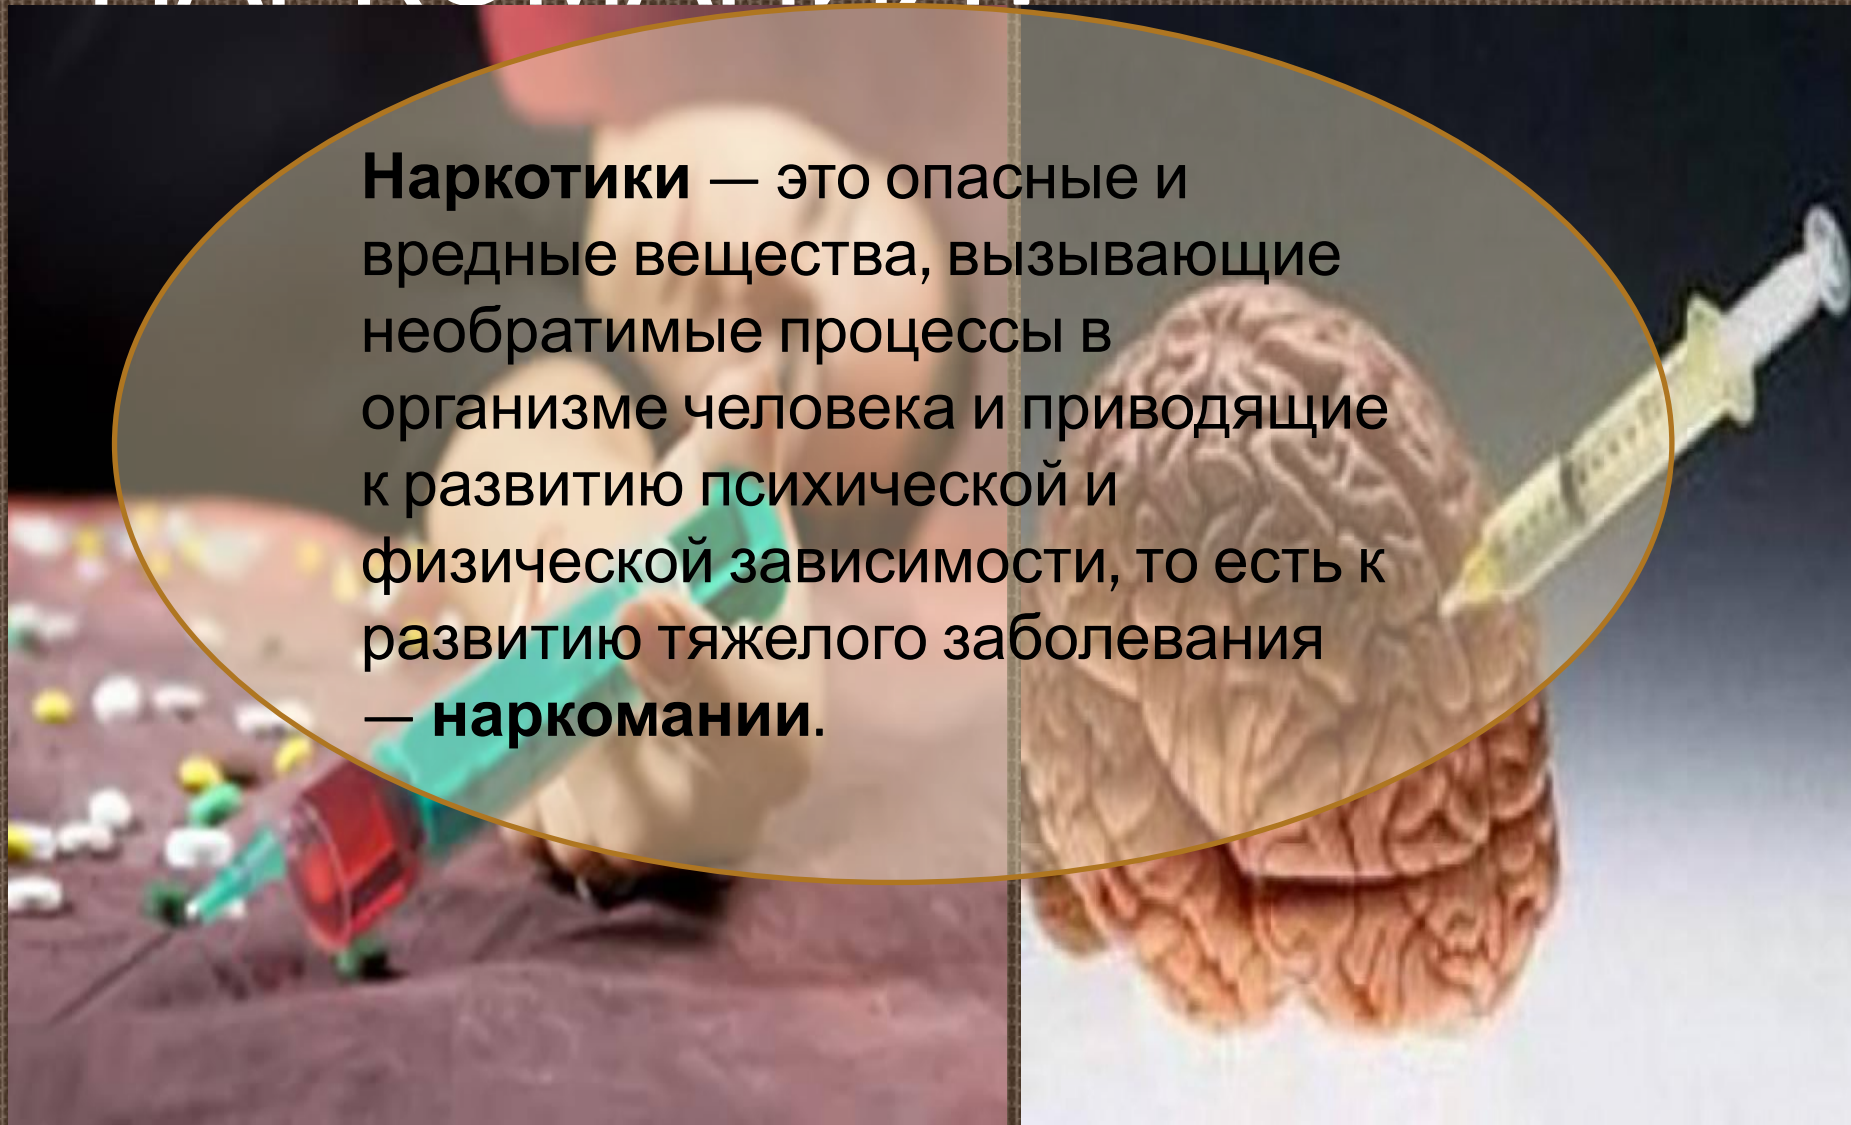 Наркотики — это опасные и
вредные вещества, вызывающие
необратимые процессы в
организме человека и приводящие
к развитию психической и
физической зависимости, то есть к
развитию тяжелого заболевания
— наркомании.